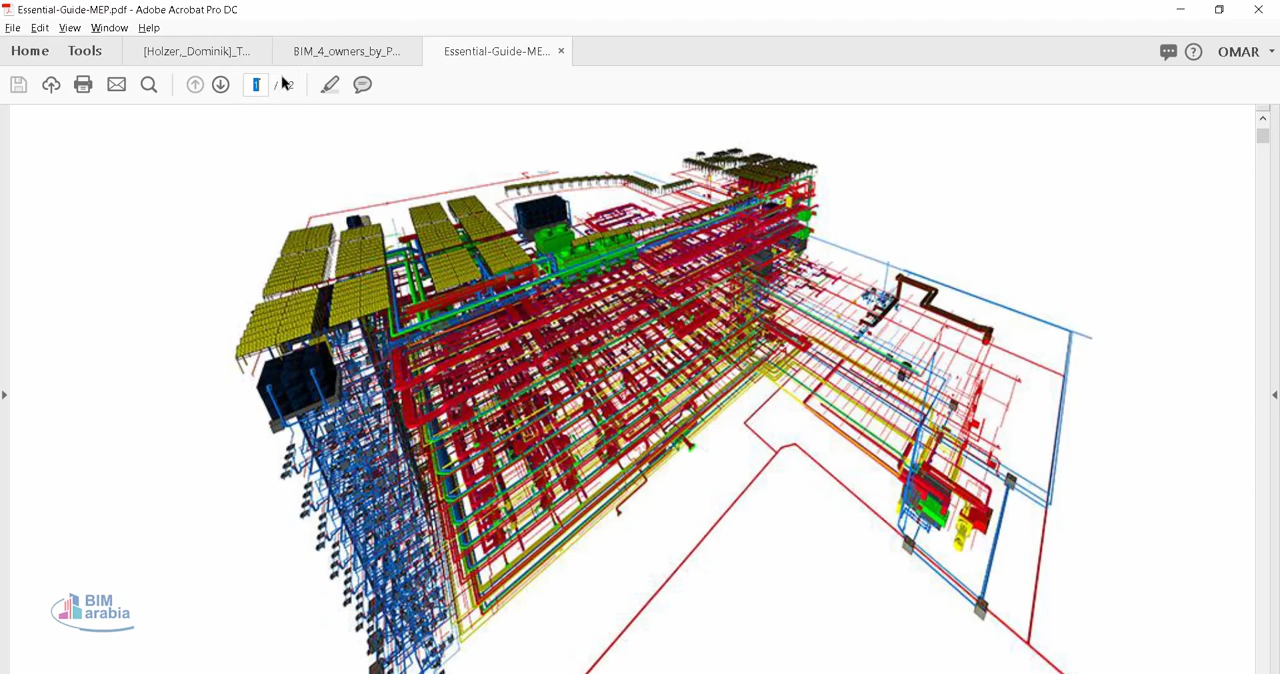 Essential-Guide-MEP.pdf - Adobe Acrobat Pro DC
File Edit View Window Help
Home Tools [Holzer,_Dominik]_T... BIM_4_owners_by_P... Essential-Guide-ME... × OMAR
1 /
BIM
arabia